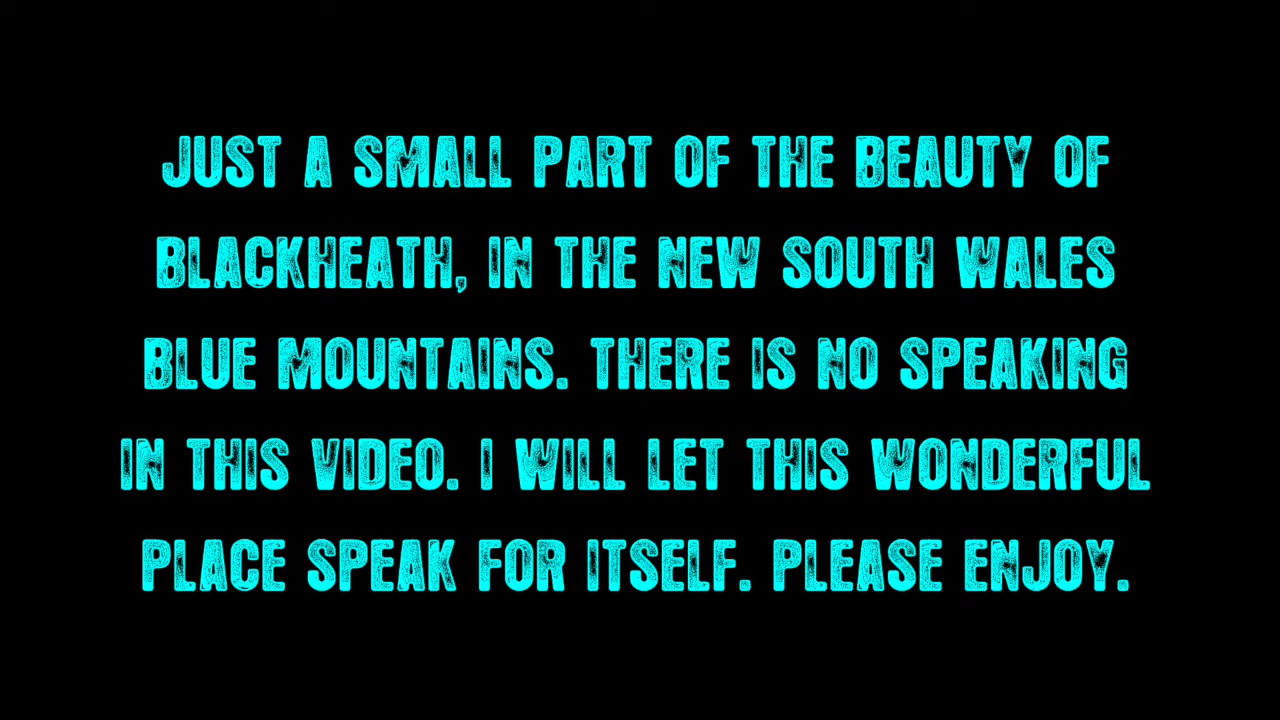 JUST A SMALL PART OF THE BEAUTY OF
BLACKHEATH, IN THE NEW SOUTH WALES
BLUE MOUNTAINS. THERE IS NO SPEAKING
IN THIS VIDEO. I WILL LET THIS WONDERFUL
PLACE SPEAK FOR ITSELF. PLEASE ENJOY.